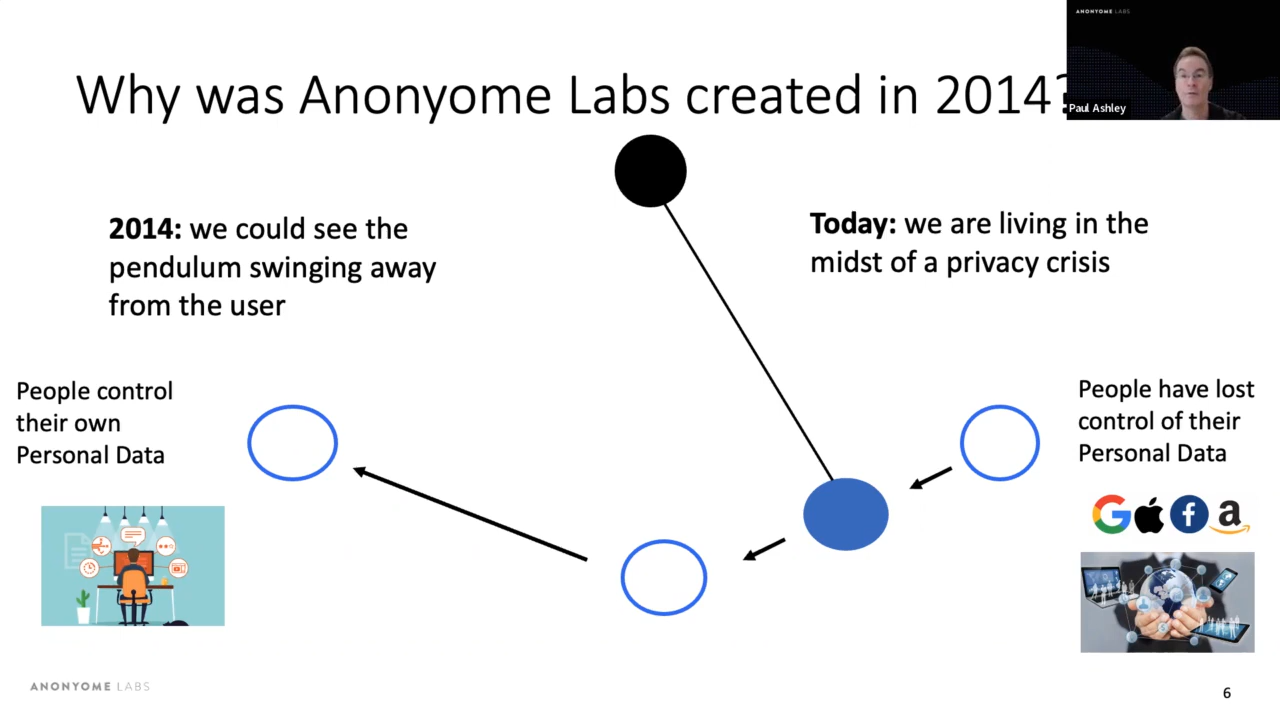 ANONYOME LABS
Why was Anonyome Labs created in 2014?
Paul Ashley
2014: we could see the
pendulum swinging away
from the user
Today: we are living in the
midst of a privacy crisis
People control
their own
Personal Data
People have lost
control of their
Personal Data
ANONYOME LABS
6